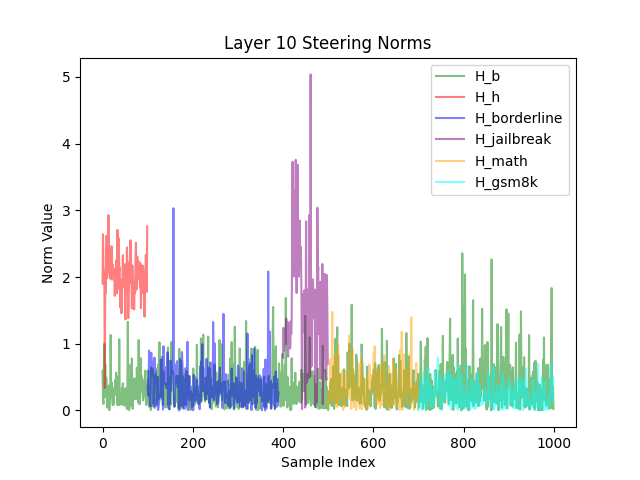 Layer 10 Steering Norms
Norm Value
5
4
3
2
1
0
0
200
400
600
800
1000
Sample Index
H_b
H_h
H_borderline
H_jailbreak
H_math
H_gsm8k